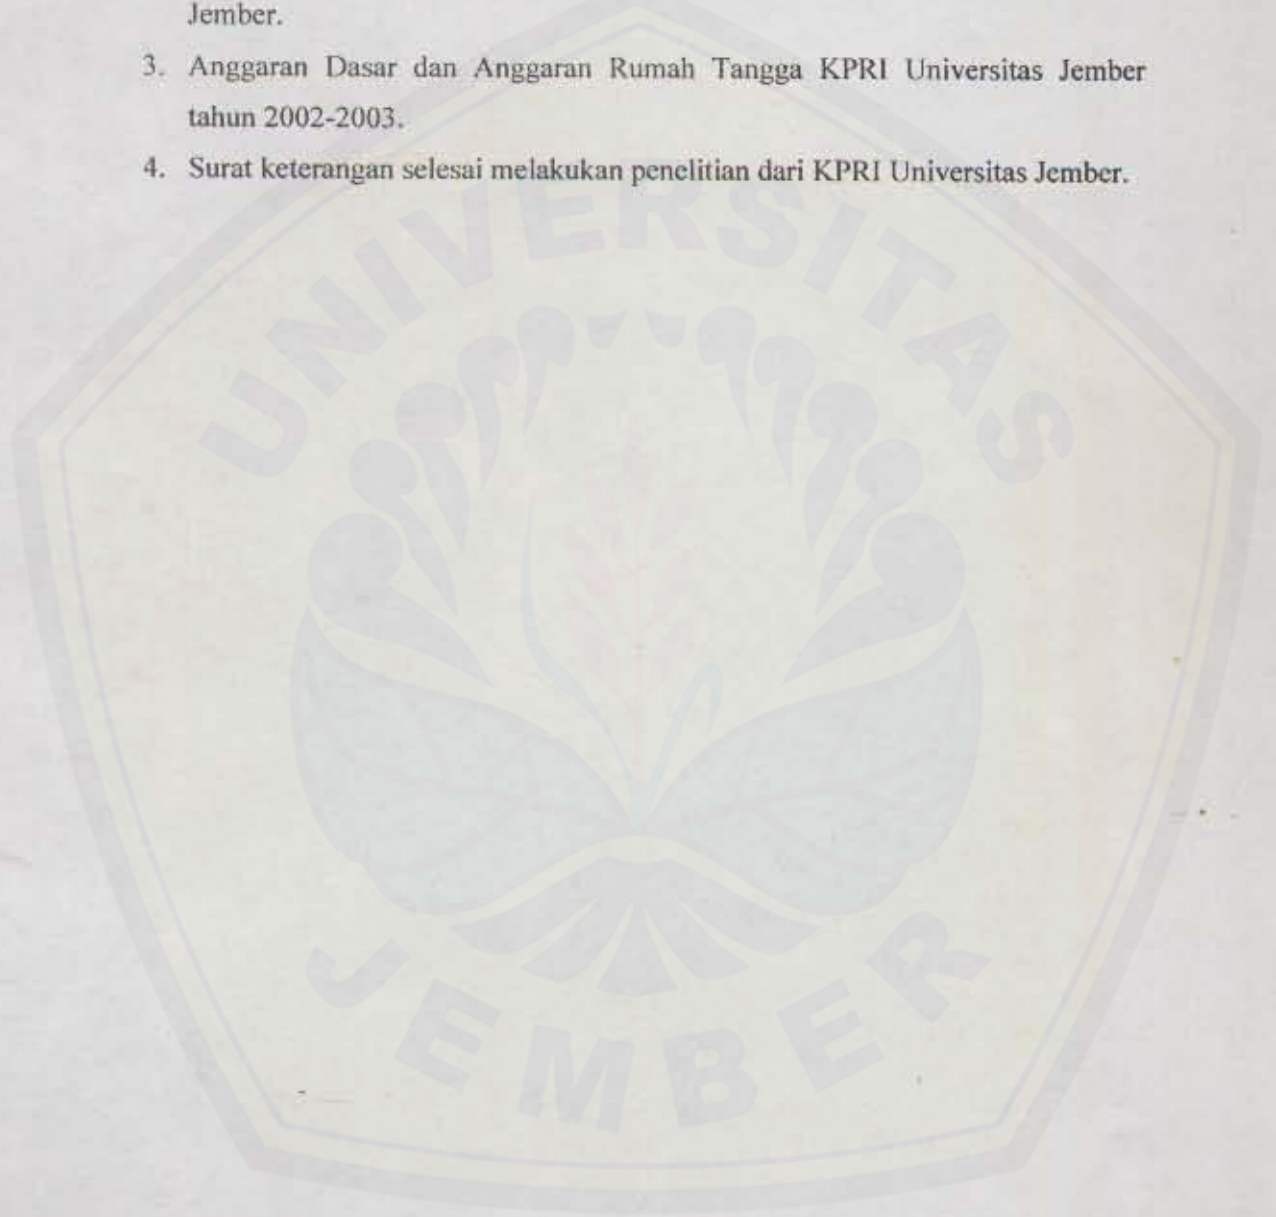 Jember.
3. Anggaran Dasar dan Anggaran Rumah Tangga KPRI Universitas Jember
tahun 2002-2003.
4. Surat keterangan selesai melakukan penelitian dari KPRI Universitas Jember.
UNIVERSITAS
JEMBER